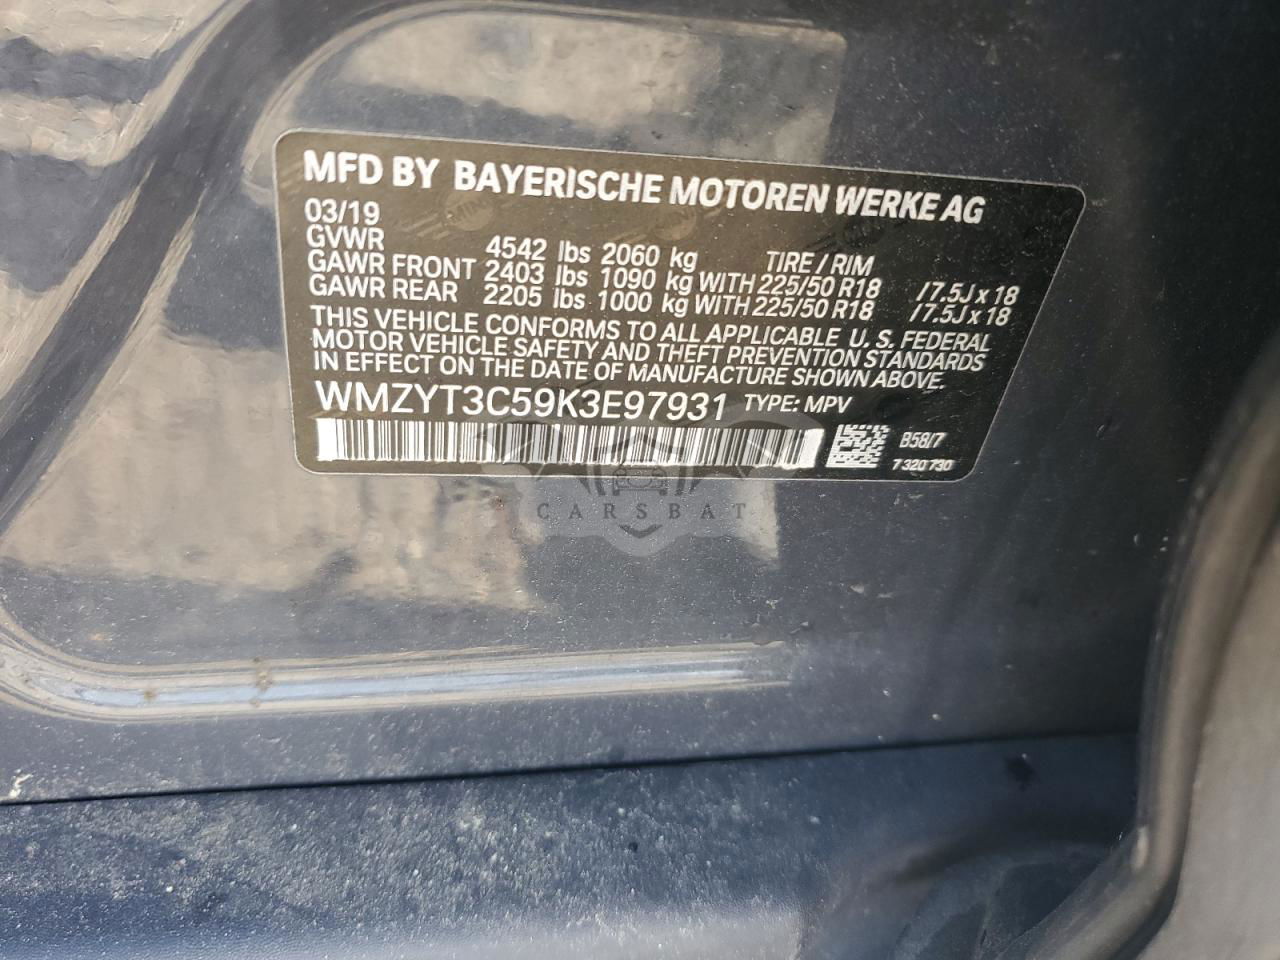 MFD BY BAYERISCHE MOTOREN WERKE AG
03/19
GVWR 4542 lbs 2060 kg TIRE / RIM
GAWR FRONT 2403 lbs 1090 kg WITH 225/50 R18 / 7.5J x 18
GAWR REAR 2205 lbs 1000 kg WITH 225/50 R18 / 7.5J x 18
THIS VEHICLE CONFORMS TO ALL APPLICABLE U. S. FEDERAL
MOTOR VEHICLE SAFETY AND THEFT PREVENTION STANDARDS
IN EFFECT ON THE DATE OF MANUFACTURE SHOWN ABOVE.
WMZYT3C59K3E97931 TYPE: MPV
B58/7
7 320 730
CARSBAT
MINI